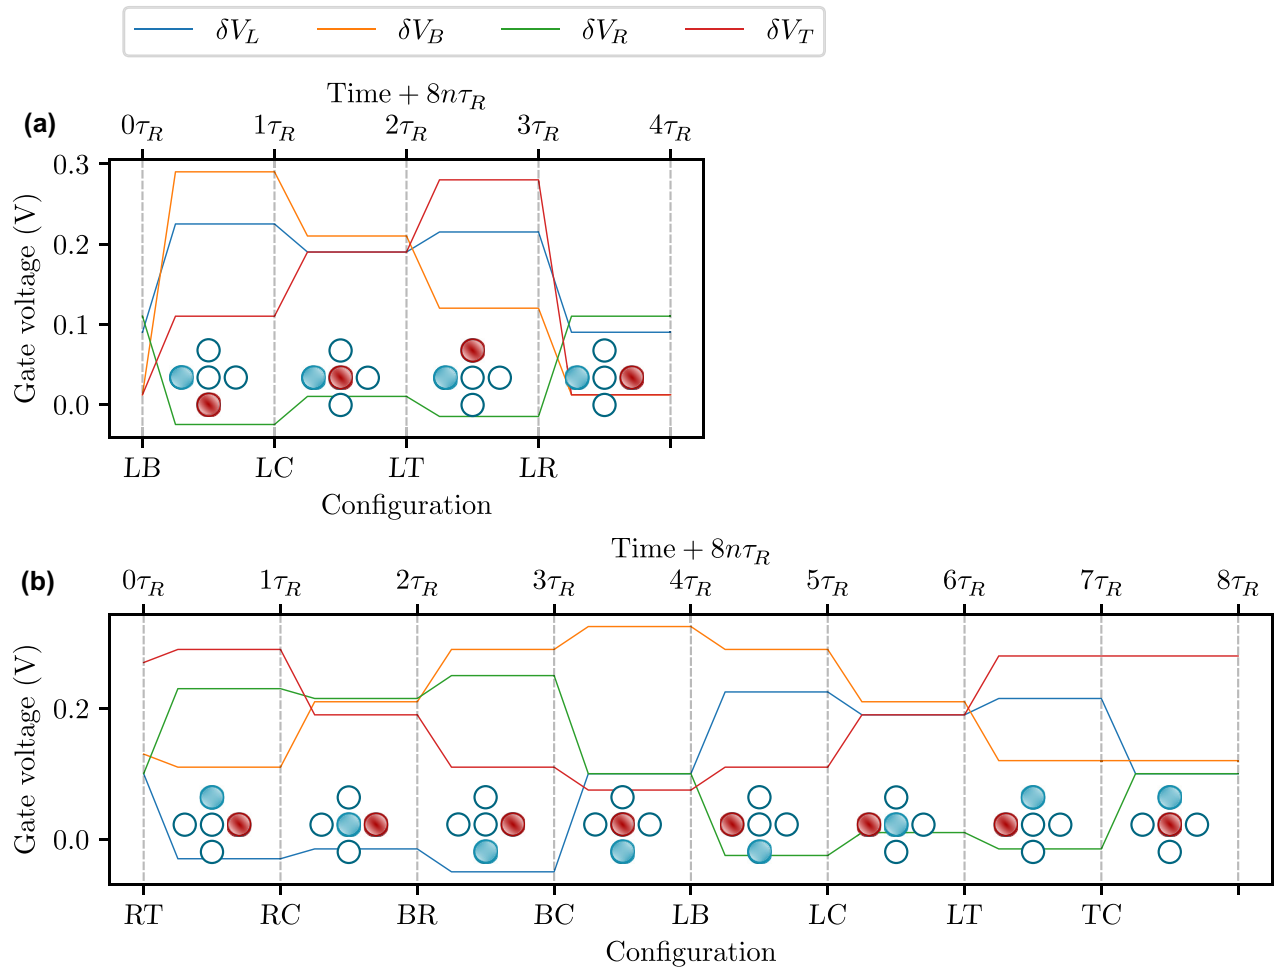 δV_L δV_B δV_R δV_T
Time + 8nτ_R
(a)
0τ_R 1τ_R 2τ_R 3τ_R 4τ_R
0.3
0.2
0.1
0.0
Gate voltage (V)
LB LC LT LR
Configuration
Time + 8nτ_R
(b)
0τ_R 1τ_R 2τ_R 3τ_R 4τ_R 5τ_R 6τ_R 7τ_R 8τ_R
0.2
0.0
Gate voltage (V)
RT RC BR BC LB LC LT TC
Configuration